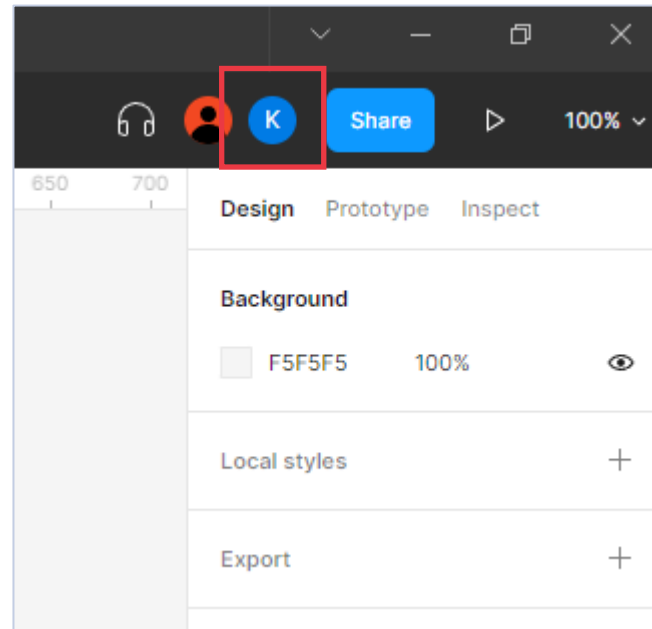 K Share 100%
650 700
Design Prototype Inspect
Background
F5F5F5 100%
Local styles
Export